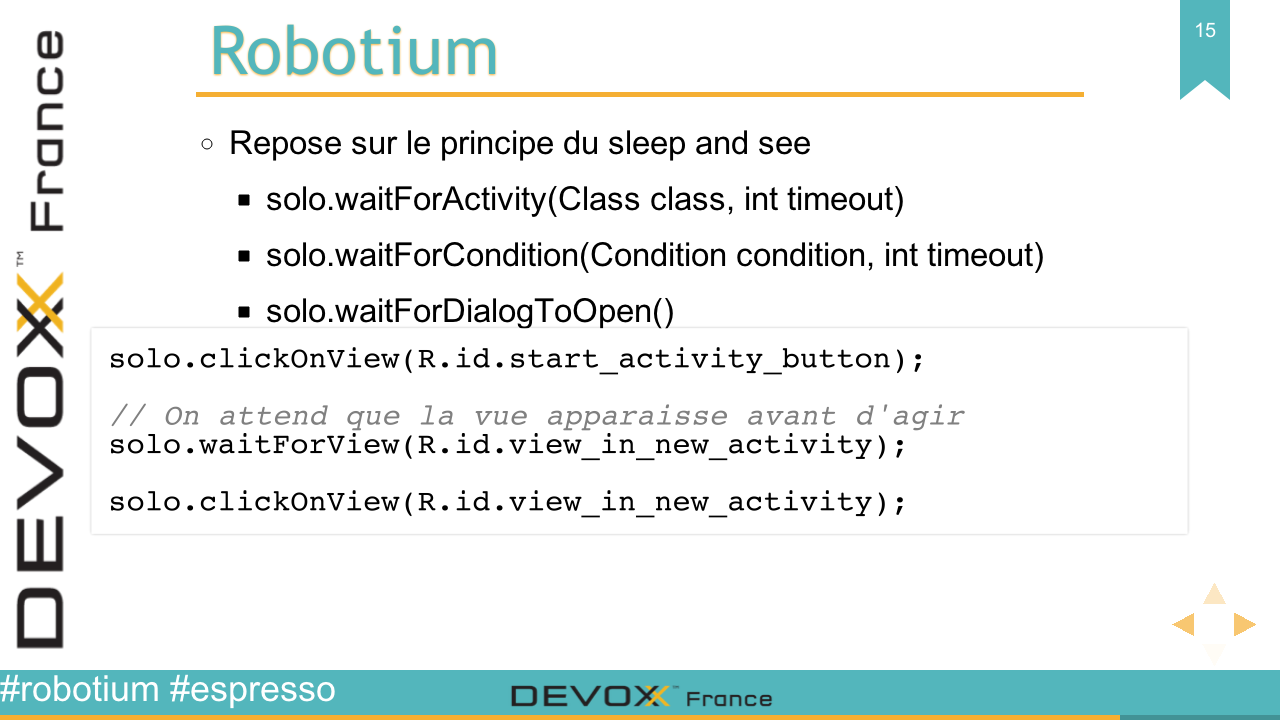 Robotium
15
Repose sur le principe du sleep and see
solo.waitForActivity(Class class, int timeout)
solo.waitForCondition(Condition condition, int timeout)
solo.waitForDialogToOpen()
solo.clickOnView(R.id.start_activity_button);
// On attend que la vue apparaisse avant d'agir
solo.waitForView(R.id.view_in_new_activity);
solo.clickOnView(R.id.view_in_new_activity);
DEVOXX™ France
#robotium #espresso
DEVOXX™ France